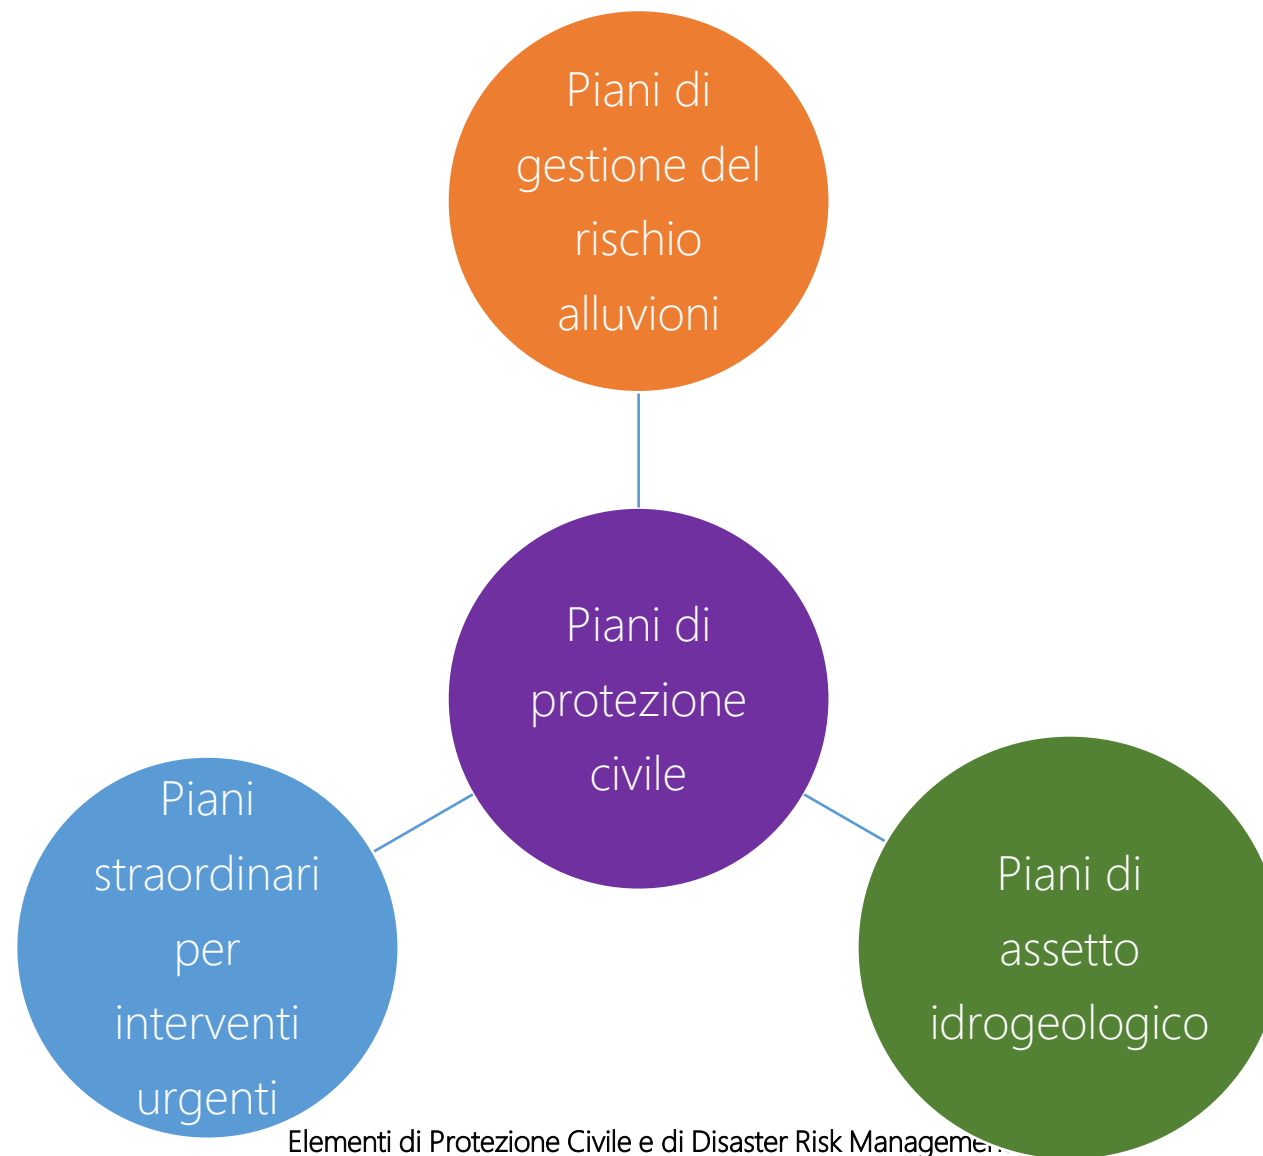 Piani di
gestione del
rischio
alluvioni
Piani di
protezione
civile
Piani
straordinari
per
interventi
urgenti
Piani di
assetto
idrogeologico
Elementi di Protezione Civile e di Disaster Risk